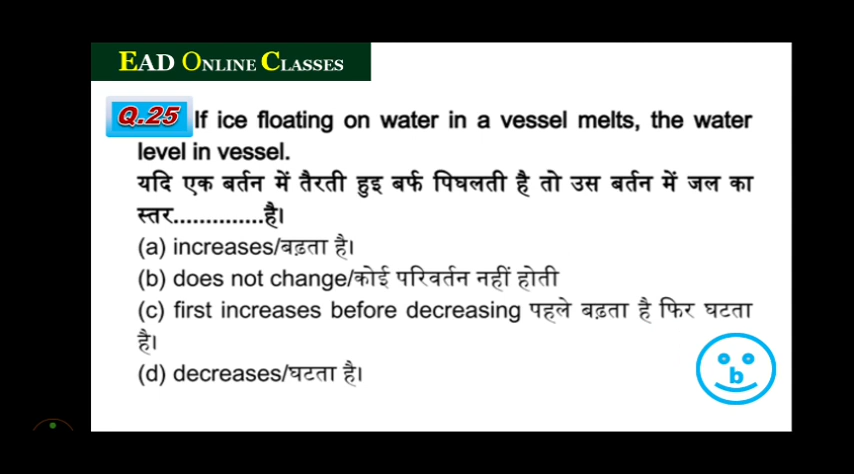 EAD ONLINE CLASSES
Q.25 If ice floating on water in a vessel melts, the water
level in vessel.
यदि एक बर्तन में तैरती हुइ बर्फ पिघलती है तो उस बर्तन में जल का
स्तर..............है।
(a) increases/बढ़ता है।
(b) does not change/कोई परिवर्तन नहीं होती
(c) first increases before decreasing पहले बढ़ता है फिर घटता
है।
(d) decreases/घटता है।
b